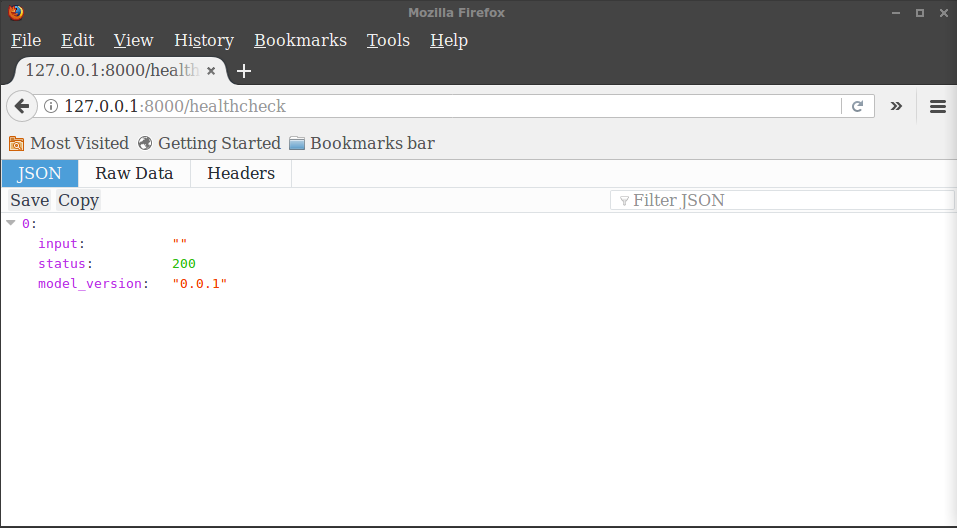 Mozilla Firefox
File Edit View History Bookmarks Tools Help
127.0.0.1:8000/health
127.0.0.1:8000/healthcheck
Most Visited Getting Started Bookmarks bar
JSON Raw Data Headers
Save Copy Filter JSON
0:
input: ""
status: 200
model_version: "0.0.1"